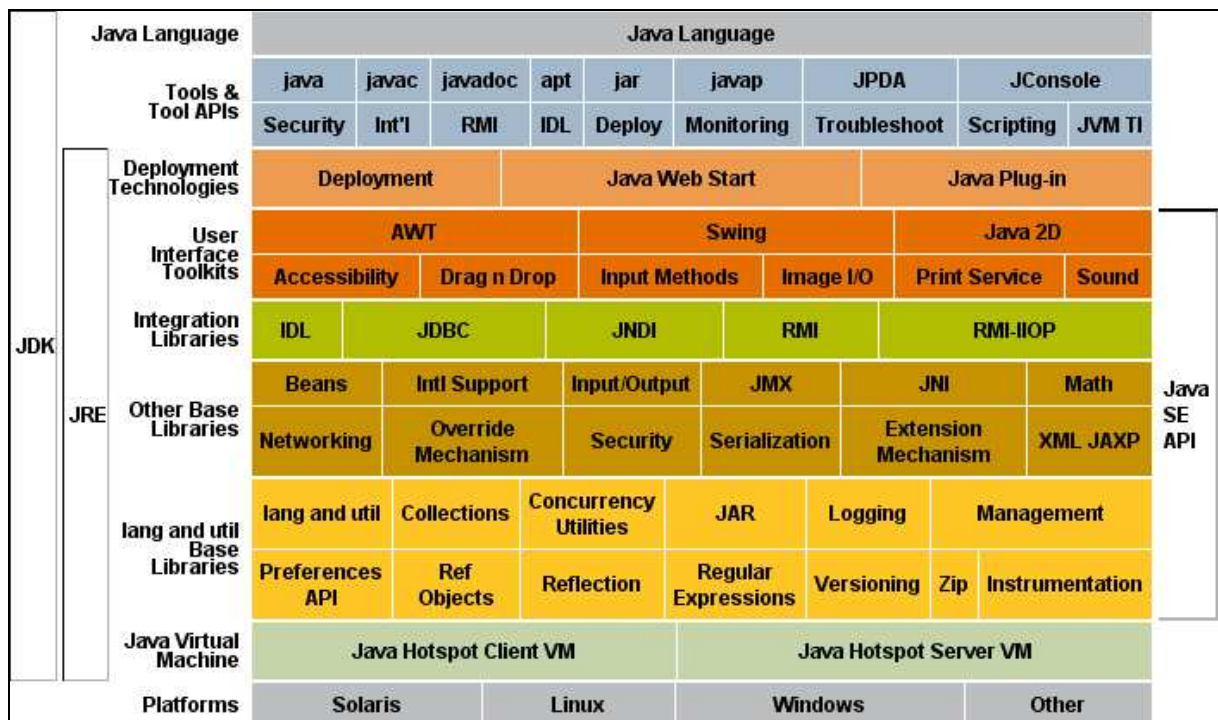 Java Language
Java Language
Tools &
Tool APIs
java javac javadoc apt jar javap JPDA JConsole
Security Int'l RMI IDL Deploy Monitoring Troubleshoot Scripting JVM TI
Deployment
Technologies
Deployment Java Web Start Java Plug-in
User
Interface
Toolkits
AWT Swing Java 2D
Accessibility Drag n Drop Input Methods Image I/O Print Service Sound
Integration
Libraries
IDL JDBC JNDI RMI RMI-IIOP
JDK
JRE
Other Base
Libraries
Beans Intl Support Input/Output JMX JNI Math
Networking Override Mechanism Security Serialization Extension Mechanism XML JAXP
Java
SE
API
lang and util
Base
Libraries
lang and util Collections Concurrency Utilities JAR Logging Management
Preferences API Ref Objects Reflection Regular Expressions Versioning Zip Instrumentation
Java Virtual
Machine
Java Hotspot Client VM Java Hotspot Server VM
Platforms
Solaris Linux Windows Other